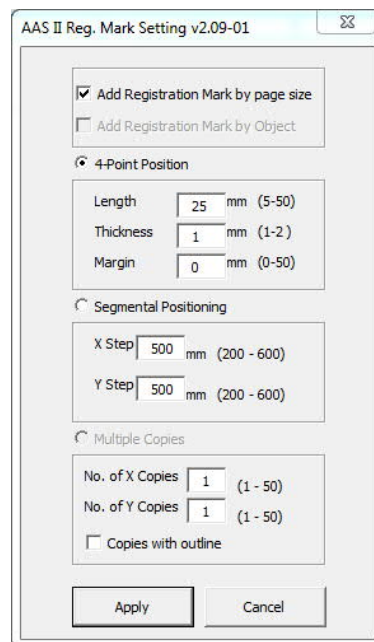 AAS II Reg. Mark Setting v2.09-01
Add Registration Mark by page size
Add Registration Mark by Object
4-Point Position
Length 25 mm (5-50)
Thickness 1 mm (1-2 )
Margin 0 mm (0-50)
Segmental Positioning
X Step 500 mm (200 - 600)
Y Step 500 mm (200 - 600)
Multiple Copies
No. of X Copies 1 (1 - 50)
No. of Y Copies 1 (1 - 50)
Copies with outline
Apply Cancel